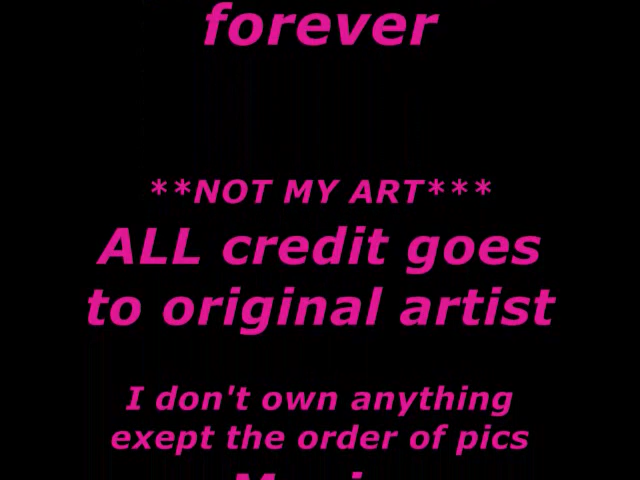 forever
**NOT MY ART***
ALL credit goes
to original artist
I don't own anything
exept the order of pics